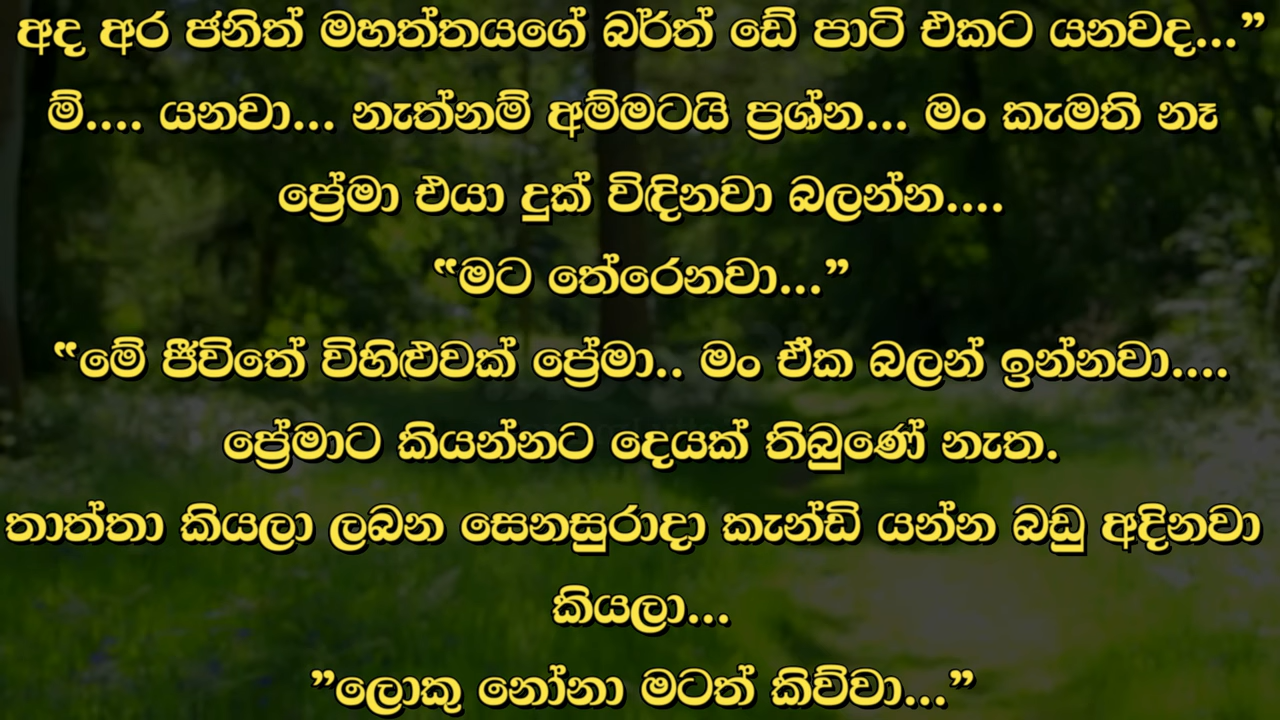 අද අර ජනිත් මහත්තයගේ බර්ත් ඩේ පාටි එකට යනවද...”
ම්.... යනවා... නැත්නම් අම්මටයි ප්‍රශ්න... මං කැමති නෑ
ප්‍රේමා එයා දුක් විඳිනවා බලන්න....
“මට තේරෙනවා...”
“මේ ජීවිතේ විහිළුවක් ප්‍රේමා.. මං ඒක බලන් ඉන්නවා....
ප්‍රේමාට කියන්නට දෙයක් තිබුණේ නැත.
තාත්තා කියලා ලබන සෙනසුරාදා කැන්ඩි යන්න බඩු අදිනවා
කියලා...
”ලොකු නෝනා මටත් කිව්වා...”